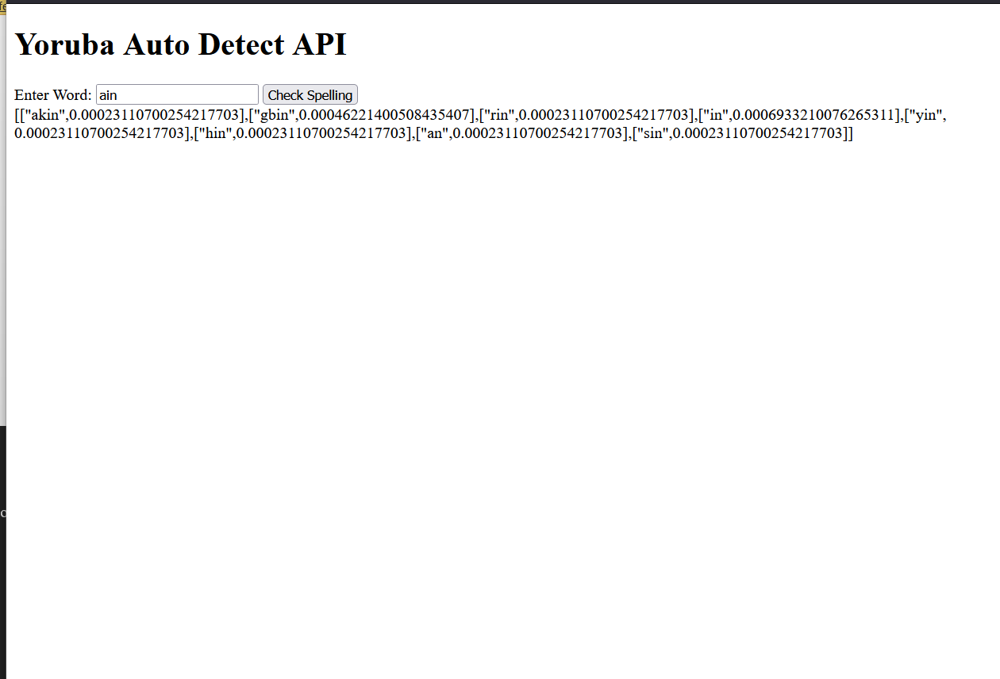 Yoruba Auto Detect API
Enter Word: ain Check Spelling
[["akin",0.00023110700254217703],["gbin",0.00046221400508435407],["rin",0.00023110700254217703],["in",0.0006933210076265311],["yin",
0.00023110700254217703],["hin",0.00023110700254217703],["an",0.00023110700254217703],["sin",0.00023110700254217703]]